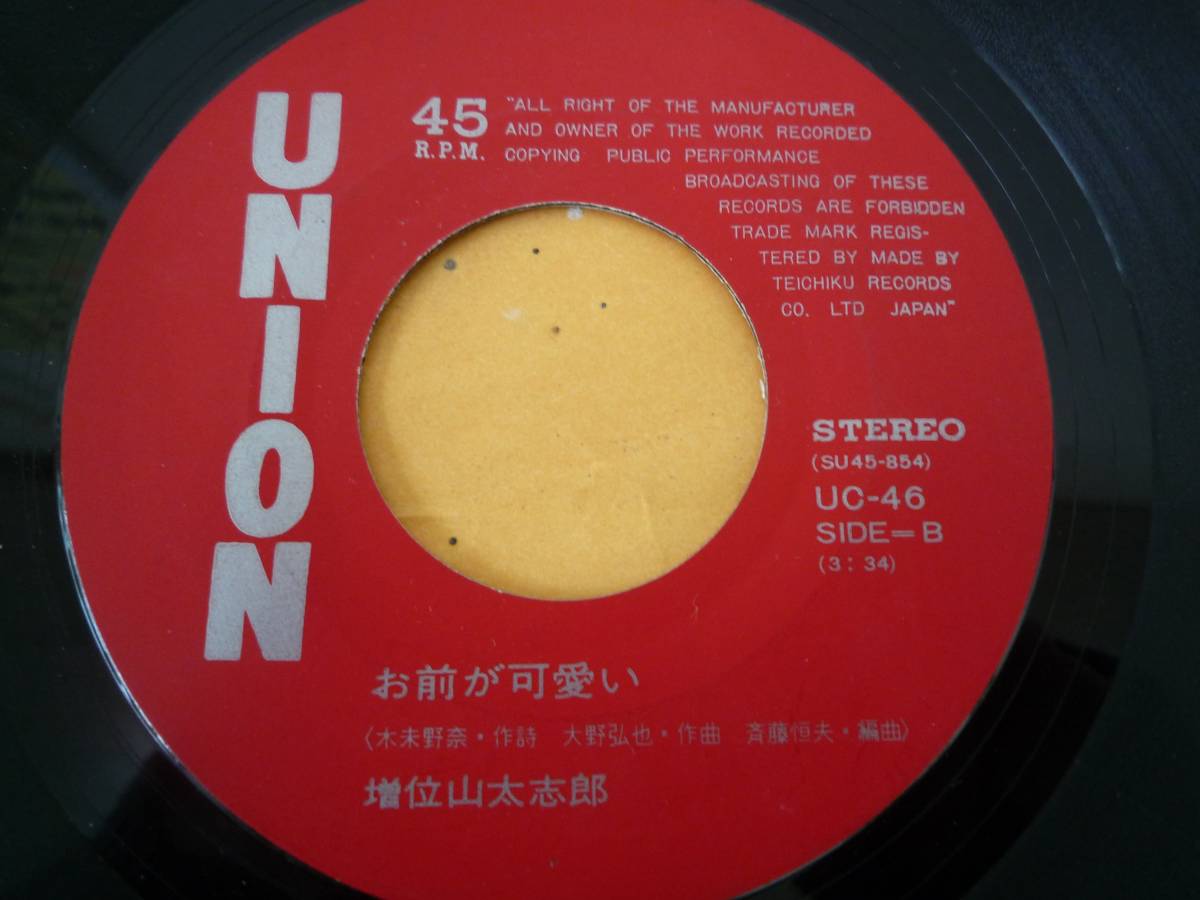 UNION
45
R.P.M.
"ALL RIGHT OF THE MANUFACTURER
AND OWNER OF THE WORK RECORDED
COPYING PUBLIC PERFORMANCE
BROADCASTING OF THESE
RECORDS ARE FORBIDDEN
TRADE MARK REGIS-
TERED BY MADE BY
TEICHIKU RECORDS
CO. LTD JAPAN"
STEREO
(SU45-854)
UC-46
SIDE=B
(3:34)
お前が可愛い
〈木未野奈・作詩 大野弘也・作曲 斉藤恒夫・編曲〉
増位山太志郎